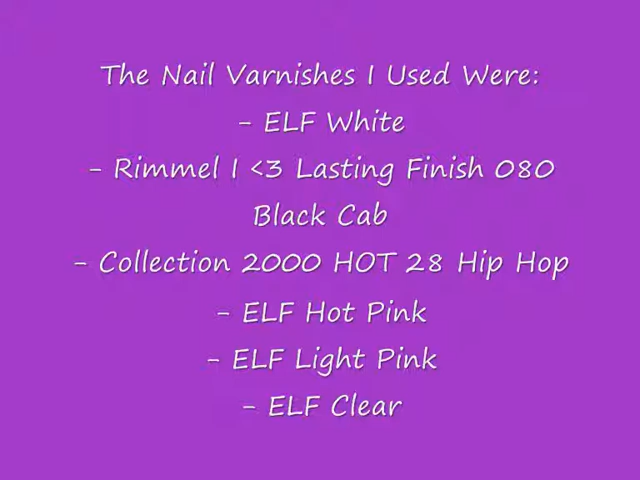 The Nail Varnishes I Used Were:
- ELF White
- Rimmel I <3 Lasting Finish 080
Black Cab
- Collection 2000 HOT 28 Hip Hop
- ELF Hot Pink
- ELF Light Pink
- ELF Clear